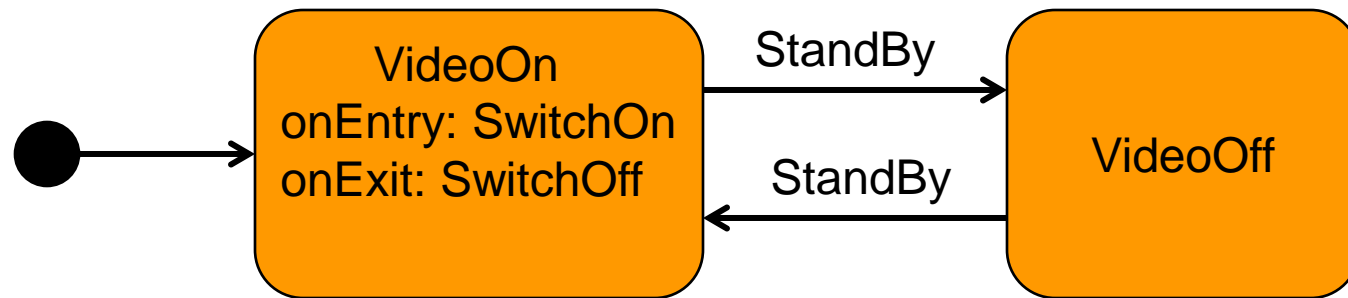 VideoOn
onEntry: SwitchOn
onExit: SwitchOff
StandBy
StandBy
VideoOff